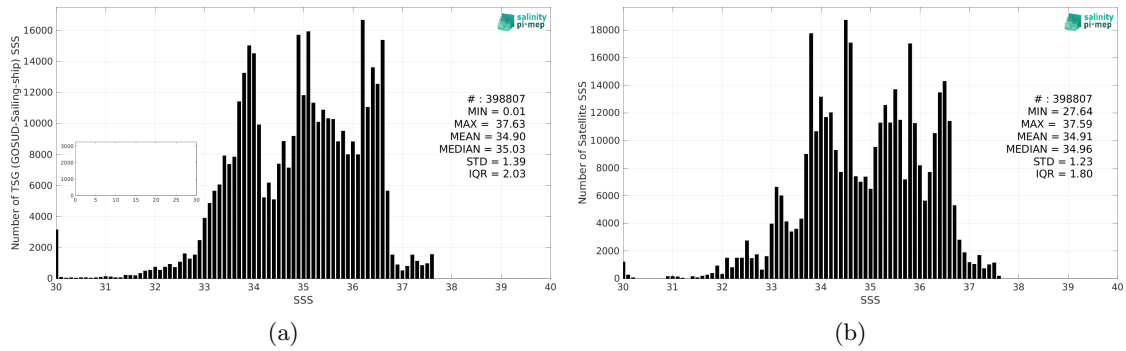 Number of TSG (GOSUD-Sailing-ship) SSS
16000
14000
12000
10000
8000
6000
4000
2000
0
30 31 32 33 34 35 36 37 38 39 40
SSS
salinity
pi-mep
# : 398807
MIN = 0.01
MAX = 37.63
MEAN = 34.90
MEDIAN = 35.03
STD = 1.39
IQR = 2.03
3000
2000
1000
0
0 5 10 15 20 25 30
(a)
Number of Satellite SSS
18000
16000
14000
12000
10000
8000
6000
4000
2000
0
30 31 32 33 34 35 36 37 38 39 40
SSS
salinity
pi-mep
# : 398807
MIN = 27.64
MAX = 37.59
MEAN = 34.91
MEDIAN = 34.96
STD = 1.23
IQR = 1.80
(b)